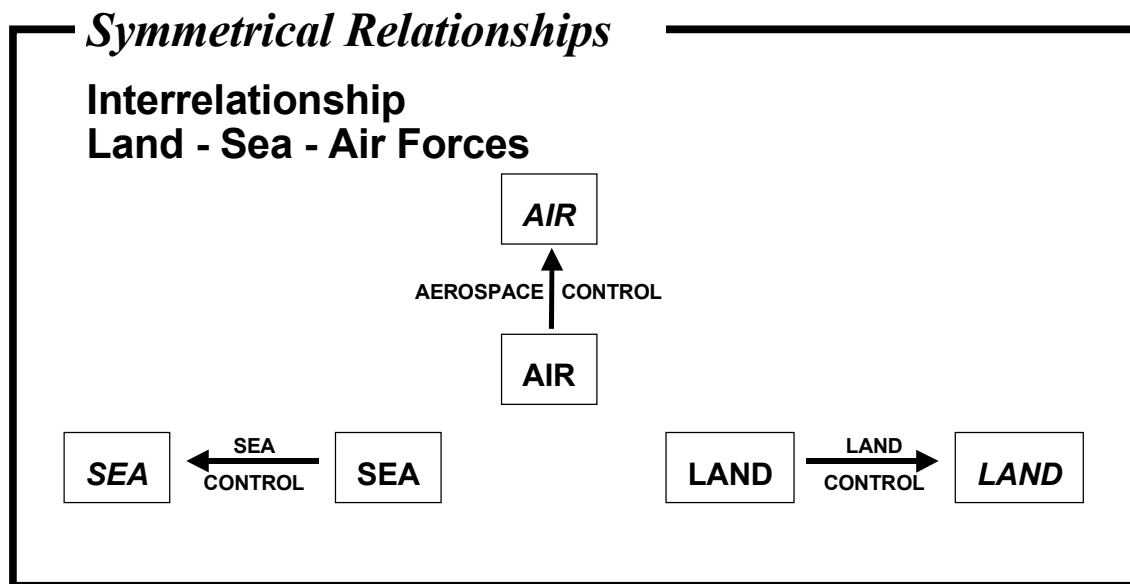 Symmetrical Relationships
Interrelationship
Land - Sea - Air Forces
AIR
AEROSPACE CONTROL
AIR
SEA
SEA
CONTROL
SEA
LAND
LAND
CONTROL
LAND